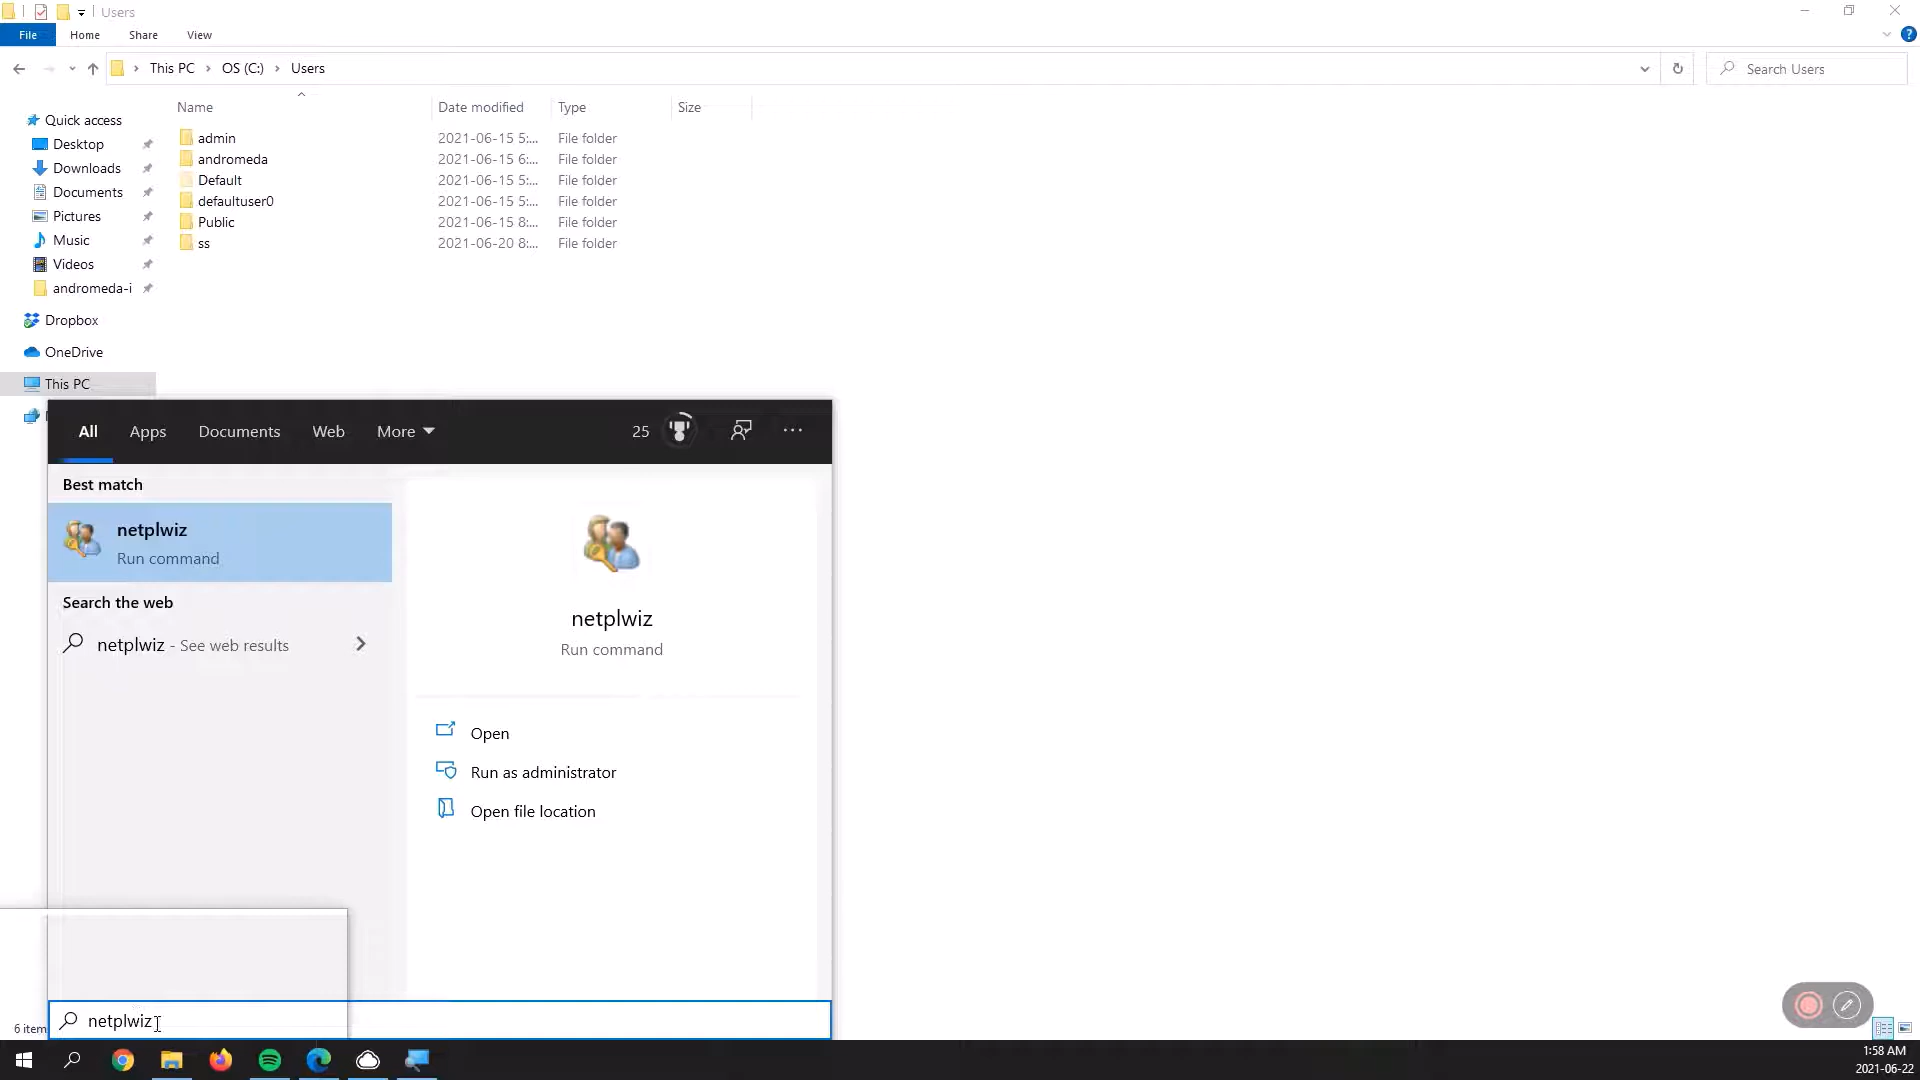 Users
File Home Share View
This PC > OS (C:) > Users
Search Users
Name Date modified Type Size
Quick access
Desktop
Downloads
Documents
Pictures
Music
Videos
andromeda-i
Dropbox
OneDrive
This PC
admin 2021-06-15 5:... File folder
andromeda 2021-06-15 6:... File folder
Default 2021-06-15 5:... File folder
defaultuser0 2021-06-15 5:... File folder
Public 2021-06-15 8:... File folder
ss 2021-06-20 8:... File folder
All Apps Documents Web More 25 ...
Best match
netplwiz
Run command
Search the web
netplwiz - See web results
netplwiz
Run command
Open
Run as administrator
Open file location
netplwiz
6 item
1:58 AM
2021-06-22